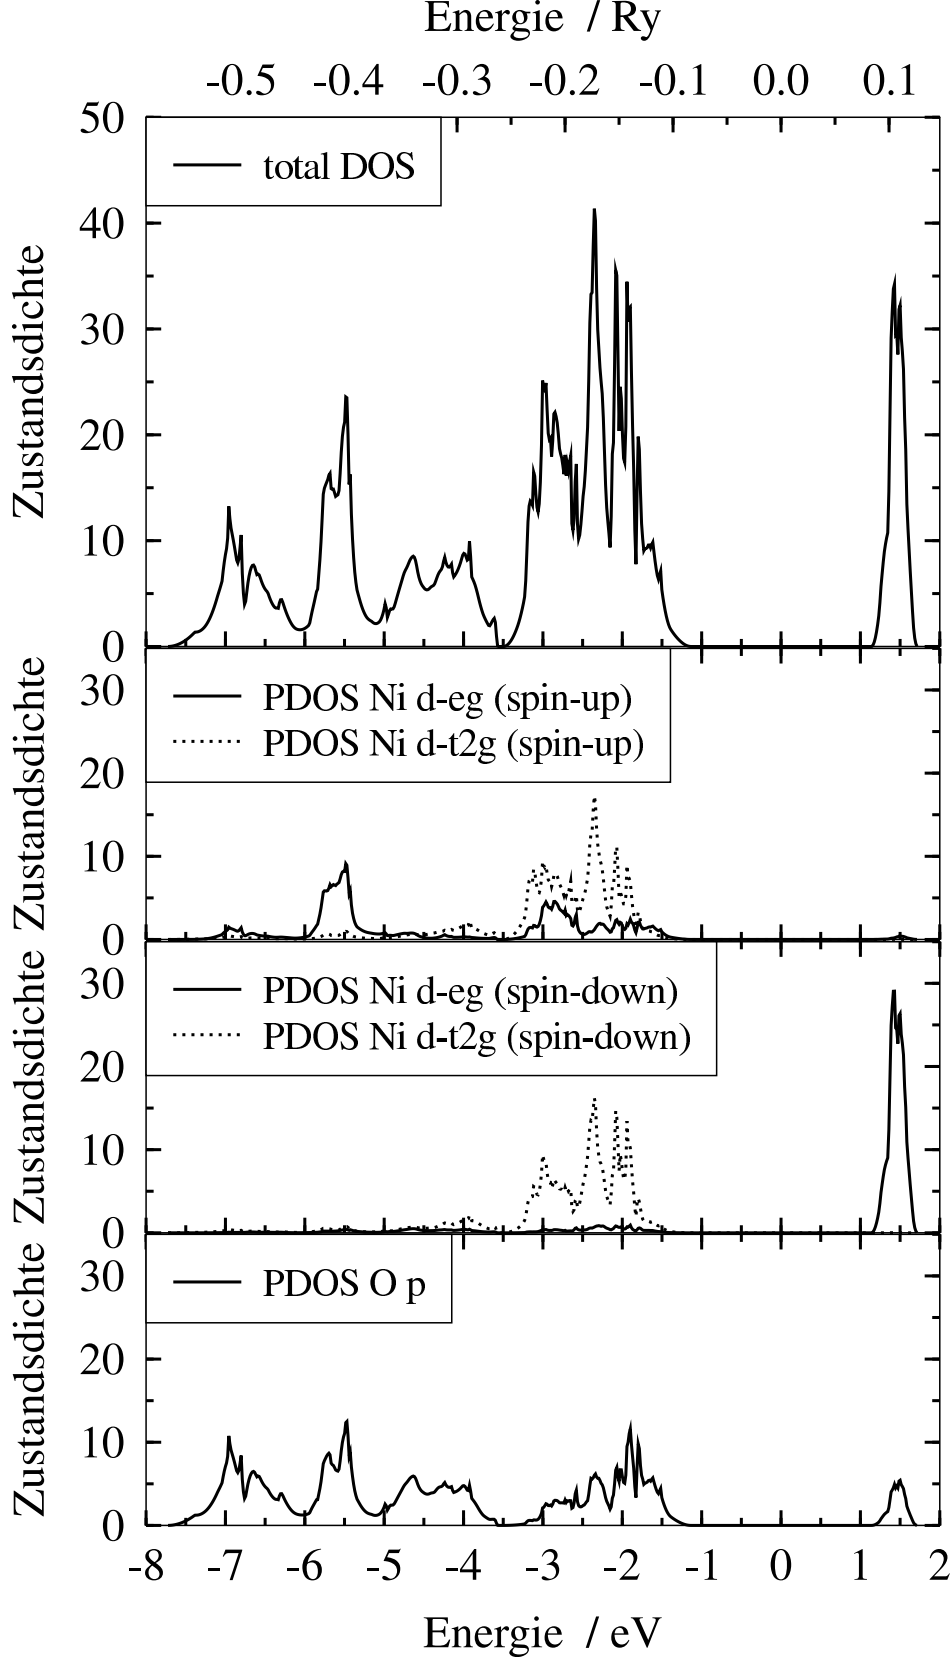 Energie / Ry
-0.5 -0.4 -0.3 -0.2 -0.1 0.0 0.1
50
total DOS
40
30
20
10
0
Zustandsdichte
PDOS Ni d-eg (spin-up)
PDOS Ni d-t2g (spin-up)
30
20
10
0
Zustandsdichte
PDOS Ni d-eg (spin-down)
PDOS Ni d-t2g (spin-down)
30
20
10
0
Zustandsdichte
PDOS O p
30
20
10
0
Zustandsdichte
-8 -7 -6 -5 -4 -3 -2 -1 0 1 2
Energie / eV